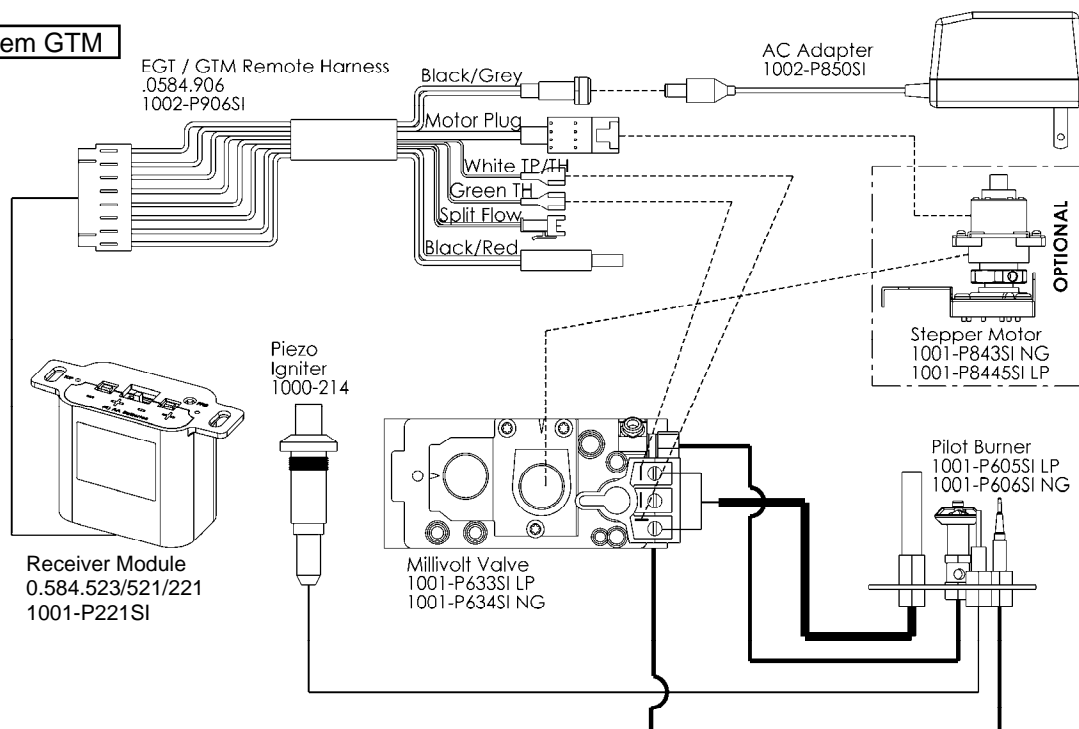 em GTM
EGT / GTM Remote Harness
.0584.906
1002-P906SI
Black/Grey
AC Adapter
1002-P850SI
Motor Plug
White TP/TH
Green TH
Split Flow
Black/Red
OPTIONAL
Stepper Motor
1001-P843SI NG
1001-P8445SI LP
Piezo
Igniter
1000-214
Pilot Burner
1001-P605SI LP
1001-P606SI NG
Receiver Module
0.584.523/521/221
1001-P221SI
Millivolt Valve
1001-P633SI LP
1001-P634SI NG